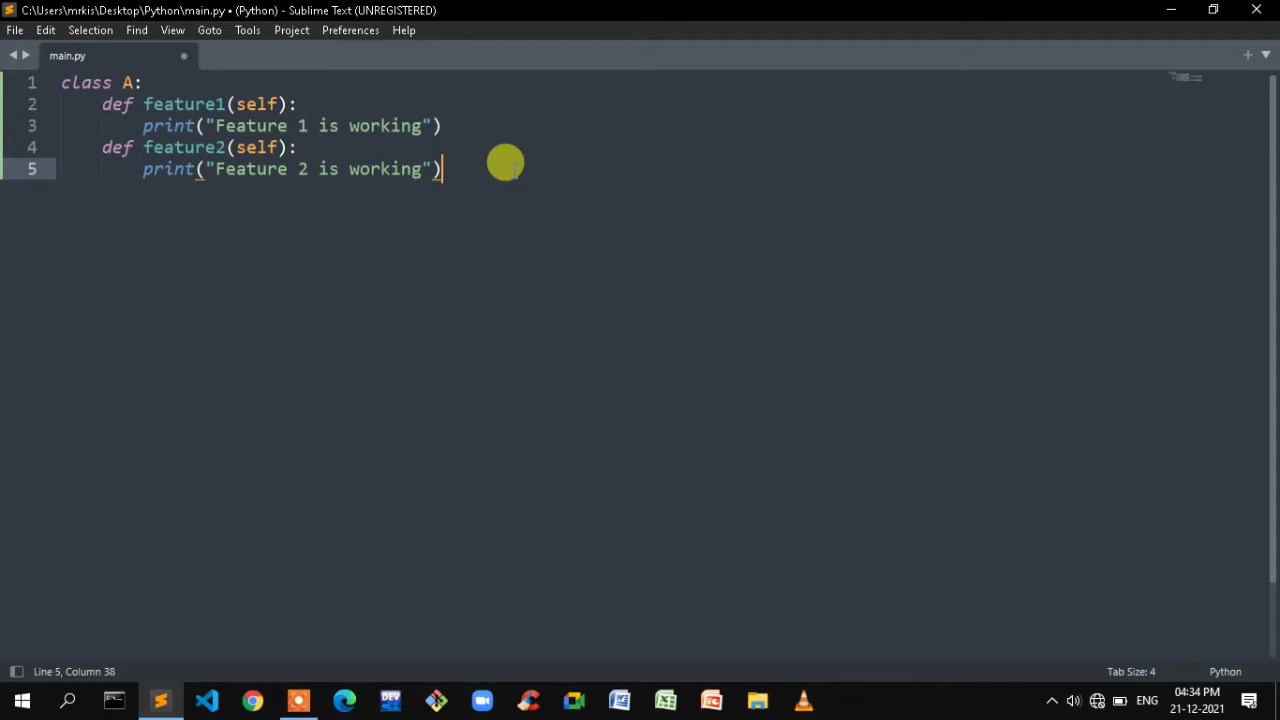 C:\Users\mrkis\Desktop\Python\main.py • (Python) - Sublime Text (UNREGISTERED)
File Edit Selection Find View Goto Tools Project Preferences Help
main.py
1 class A:
2     def feature1(self):
3         print("Feature 1 is working")
4     def feature2(self):
5         print("Feature 2 is working")
Line 5, Column 38 Tab Size: 4 Python
DEV
ENG
04:34 PM
21-12-2021